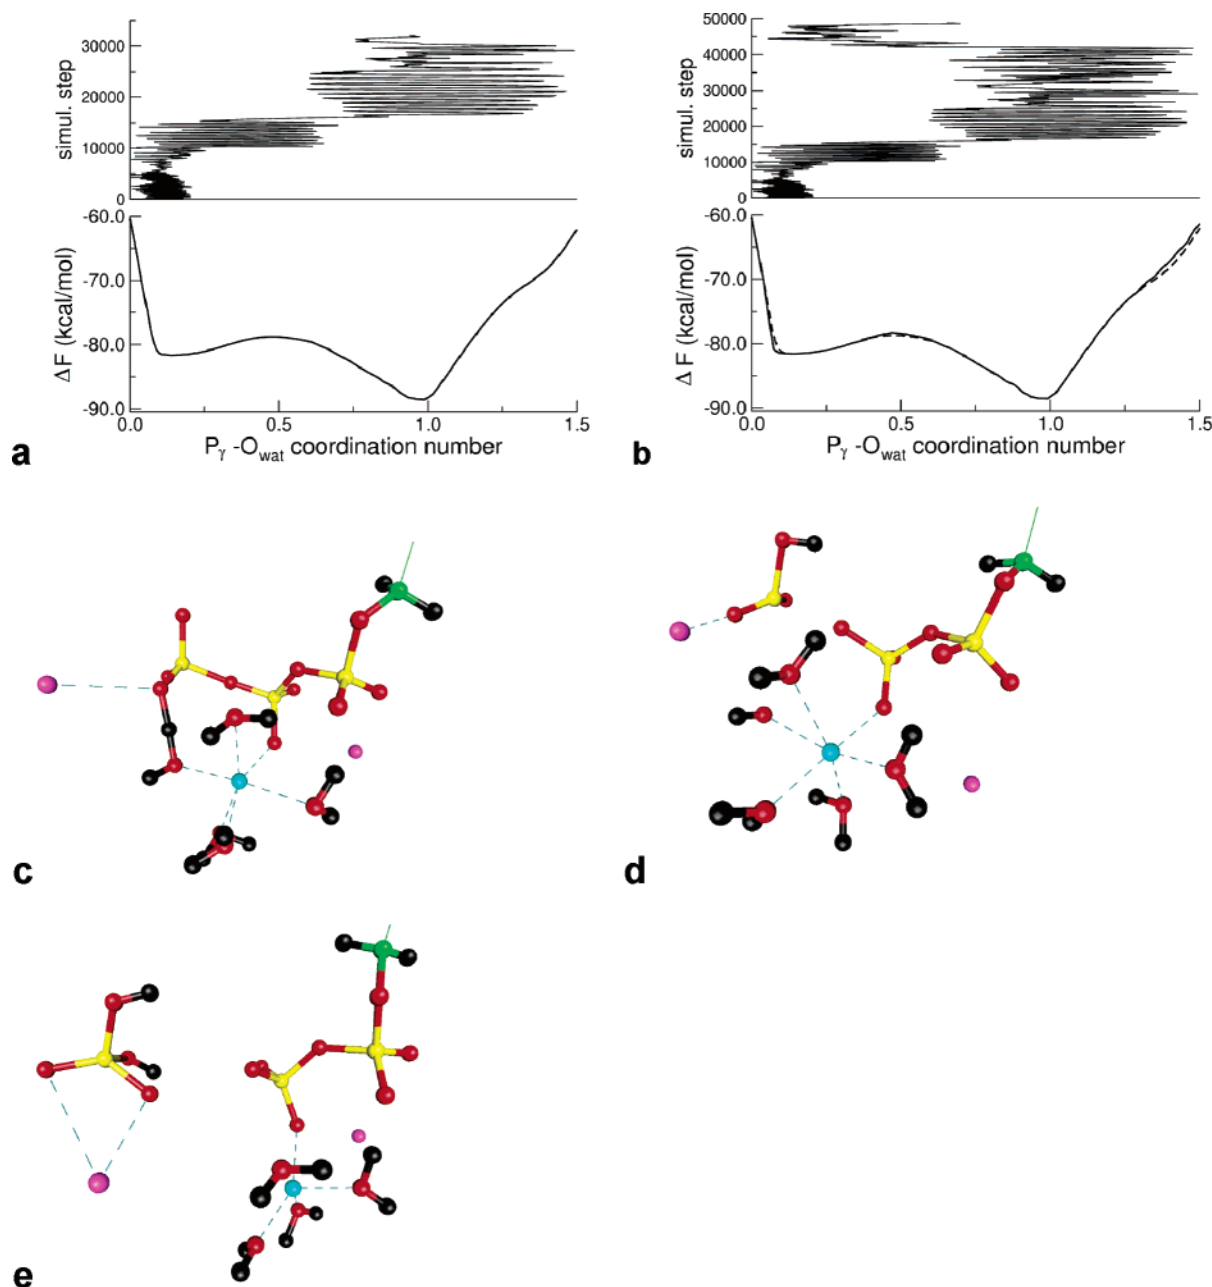 simul. step
30000
20000
10000
0
-60.0
-70.0
-80.0
-90.0
Δ F (kcal/mol)
0.0 0.5 1.0 1.5
Pγ -Owat coordination number
a
simul. step
50000
40000
30000
20000
10000
0
-60.0
-70.0
-80.0
-90.0
Δ F (kcal/mol)
0.0 0.5 1.0 1.5
Pγ -Owat coordination number
b
c
d
e